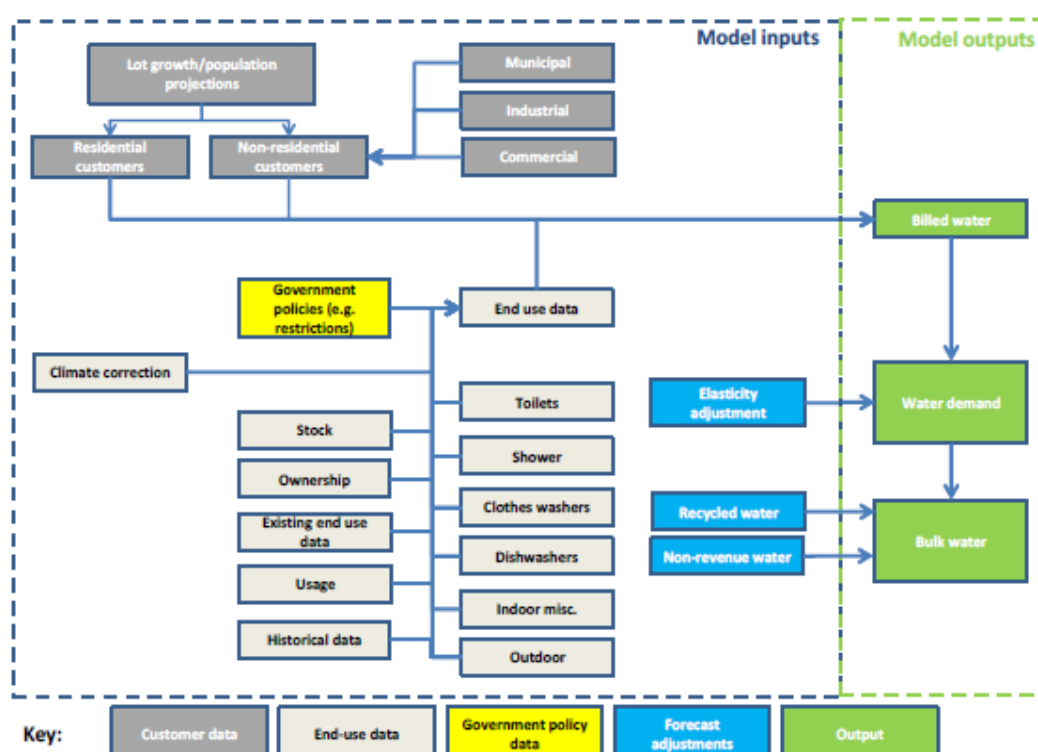 Model inputs
Model outputs
Lot growth/population
projections
Municipal
Industrial
Commercial
Residential
customers
Non-residential
customers
Billed water
Government
policies (e.g.
restrictions)
End use data
Climate correction
Toilets
Elasticity
adjustment
Water demand
Stock
Shower
Ownership
Clothes washers
Recycled water
Existing end use
data
Dishwashers
Non-revenue water
Bulk water
Usage
Indoor misc.
Historical data
Outdoor
Key:
Customer data
End-use data
Government policy
data
Forecast
adjustments
Output